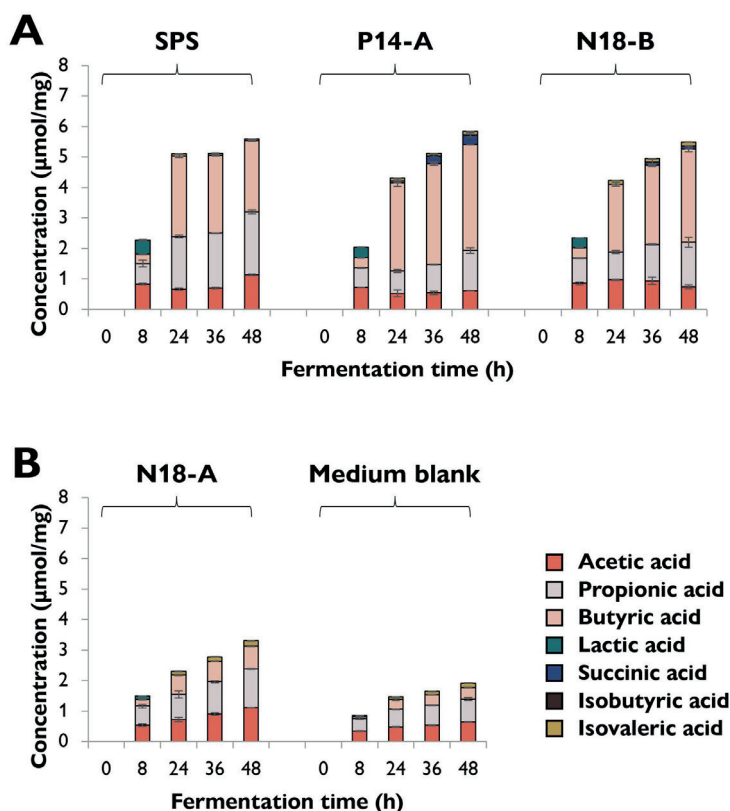 A
SPS P14-A N18-B
Concentration (µmol/mg)
8
7
6
5
4
3
2
1
0
0 8 24 36 48 0 8 24 36 48 0 8 24 36 48
Fermentation time (h)
B
N18-A Medium blank
Concentration (µmol/mg)
8
7
6
5
4
3
2
1
0
0 8 24 36 48 0 8 24 36 48
Fermentation time (h)
Acetic acid
Propionic acid
Butyric acid
Lactic acid
Succinic acid
Isobutyric acid
Isovaleric acid